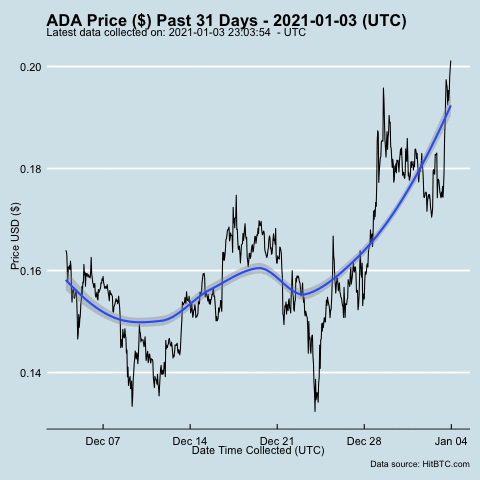 ADA Price ($) Past 31 Days - 2021-01-03 (UTC)
Latest data collected on: 2021-01-03 23:03:54 - UTC
0.20
0.18
0.16
0.14
Price USD ($)
Dec 07
Dec 14
Dec 21
Dec 28
Jan 04
Date Time Collected (UTC)
Data source: HitBTC.com